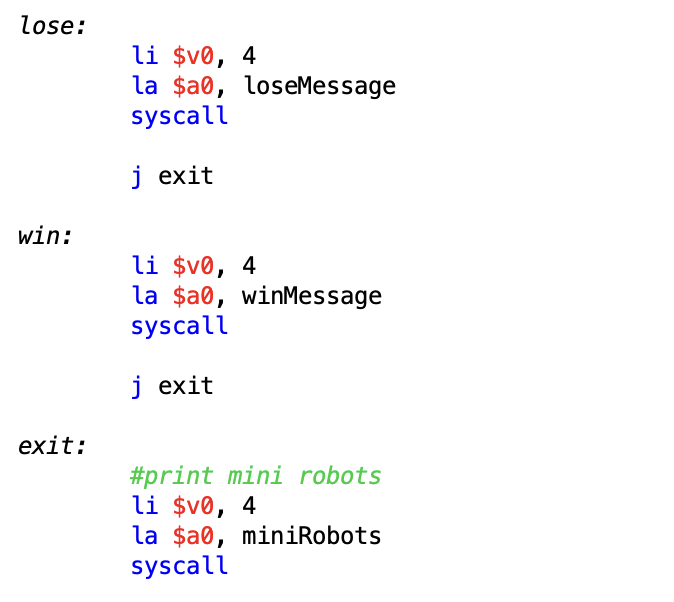 lose:
li $v0, 4
la $a0, loseMessage
syscall
j exit
win:
li $v0, 4
la $a0, winMessage
syscall
j exit
exit:
#print mini robots
li $v0, 4
la $a0, miniRobots
syscall